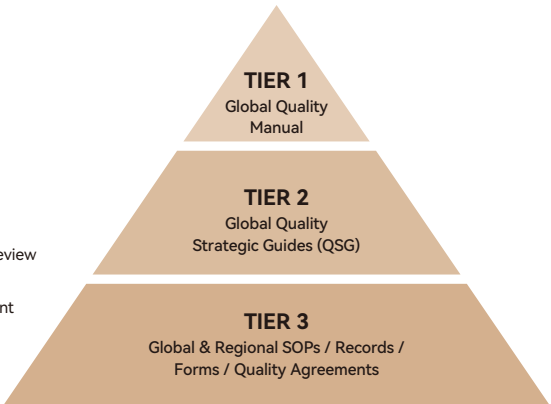 TIER 1
Global Quality
Manual
TIER 2
Global Quality
Strategic Guides (QSG)
TIER 3
Global & Regional SOPs / Records /
Forms / Quality Agreements